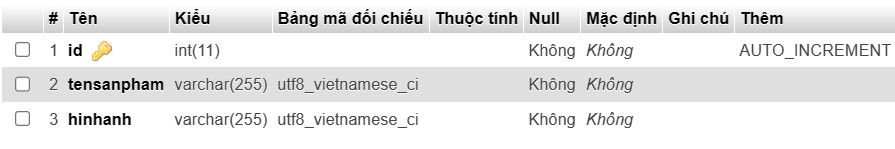 # Tên Kiểu Bảng mã đối chiếu Thuộc tính Null Mặc định Ghi chú Thêm
1 id int(11) Không Không AUTO_INCREMENT
2 tensanpham varchar(255) utf8_vietnamese_ci Không Không
3 hinhanh varchar(255) utf8_vietnamese_ci Không Không